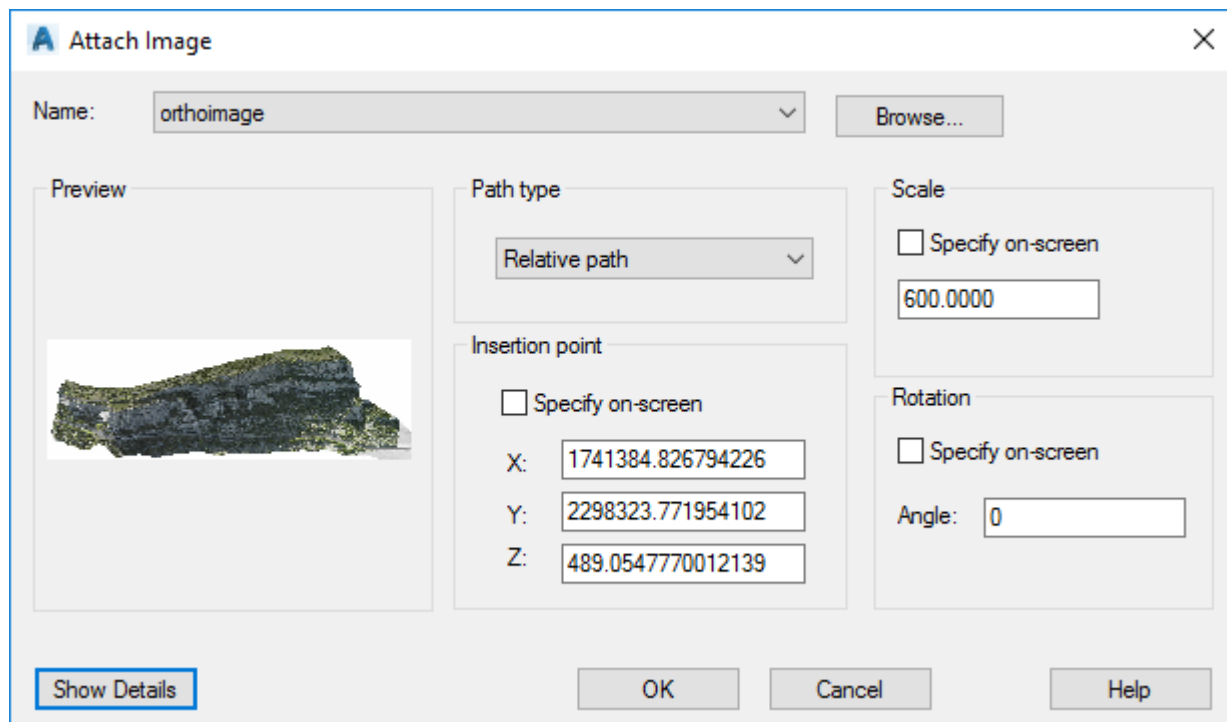 Attach Image
Name: orthoimage Browse...
Preview
Path type
Relative path
Scale
Specify on-screen
600.0000
Insertion point
Specify on-screen
X: 1741384.826794226
Y: 2298323.771954102
Z: 489.0547770012139
Rotation
Specify on-screen
Angle: 0
Show Details OK Cancel Help